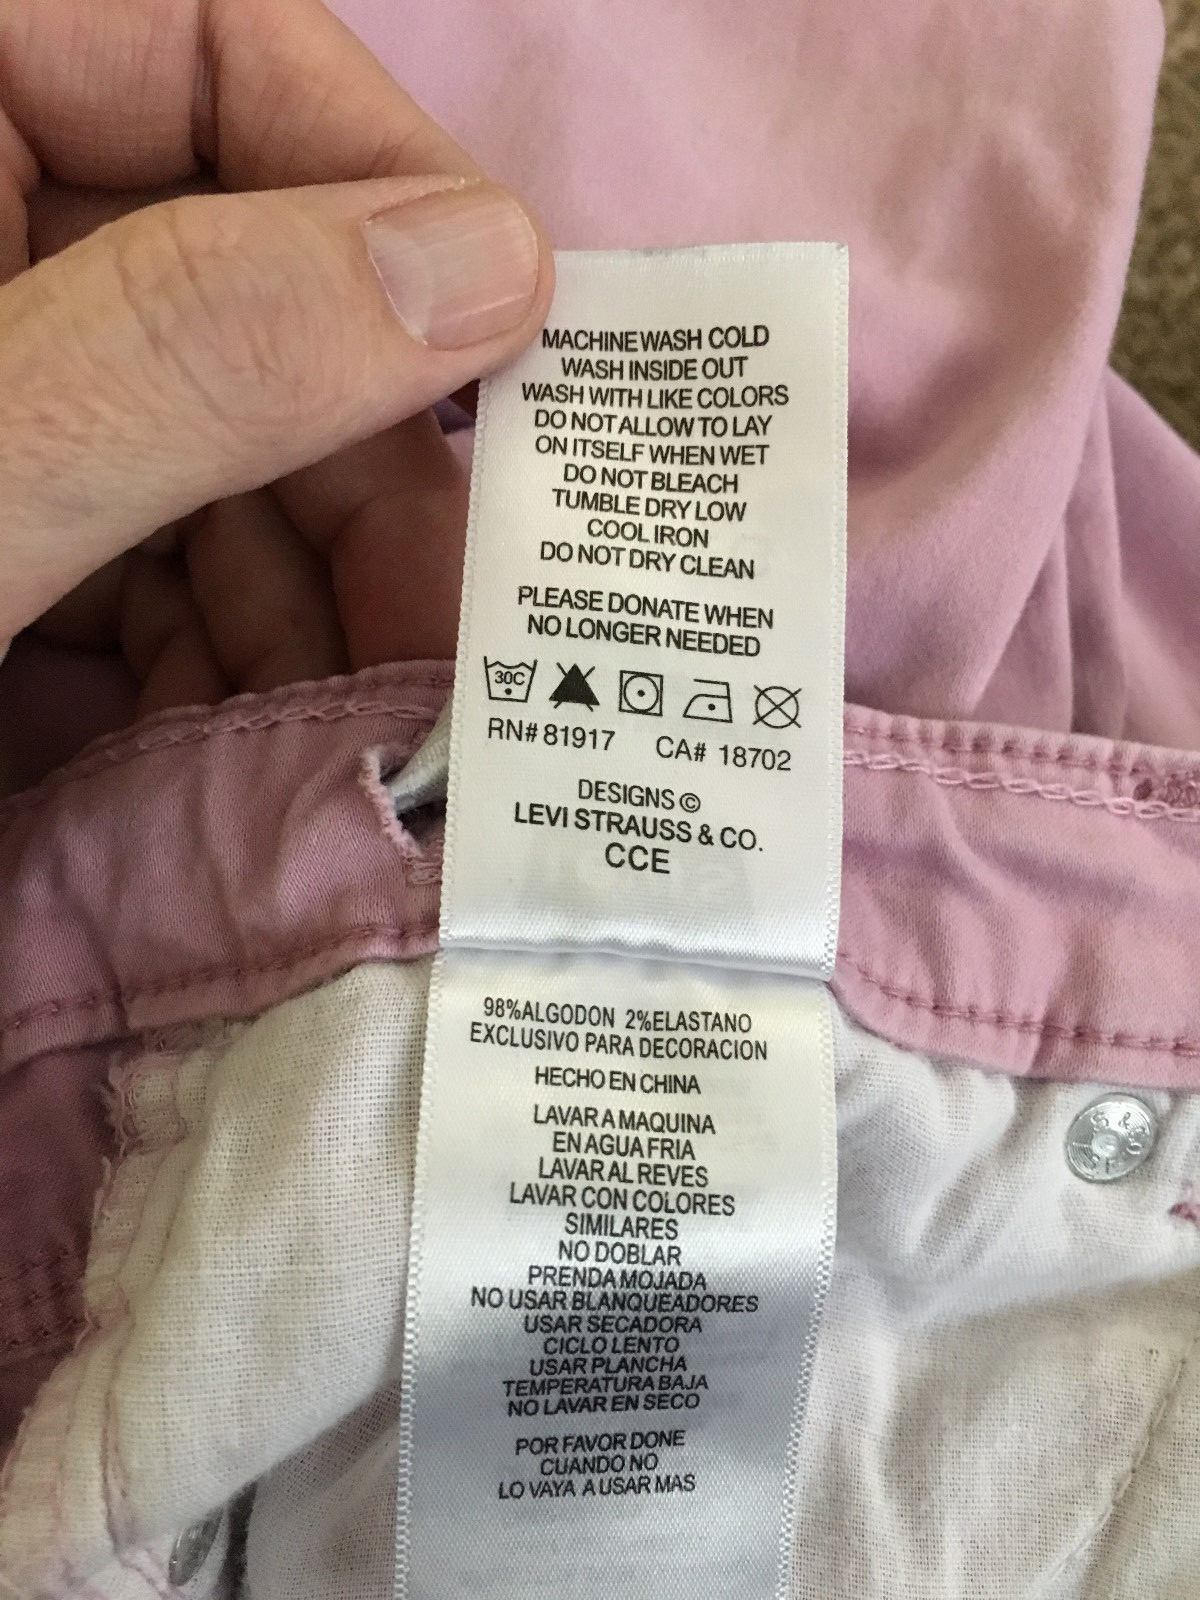 MACHINE WASH COLD
WASH INSIDE OUT
WASH WITH LIKE COLORS
DO NOT ALLOW TO LAY
ON ITSELF WHEN WET
DO NOT BLEACH
TUMBLE DRY LOW
COOL IRON
DO NOT DRY CLEAN
PLEASE DONATE WHEN
NO LONGER NEEDED
30C
RN# 81917 CA# 18702
DESIGNS ©
LEVI STRAUSS & CO.
CCE
98%ALGODON 2%ELASTANO
EXCLUSIVO PARA DECORACION
HECHO EN CHINA
LAVAR A MAQUINA
EN AGUA FRIA
LAVAR AL REVES
LAVAR CON COLORES
SIMILARES
NO DOBLAR
PRENDA MOJADA
NO USAR BLANQUEADORES
USAR SECADORA
CICLO LENTO
USAR PLANCHA
TEMPERATURA BAJA
NO LAVAR EN SECO
POR FAVOR DONE
CUANDO NO
LO VAYA A USAR MAS